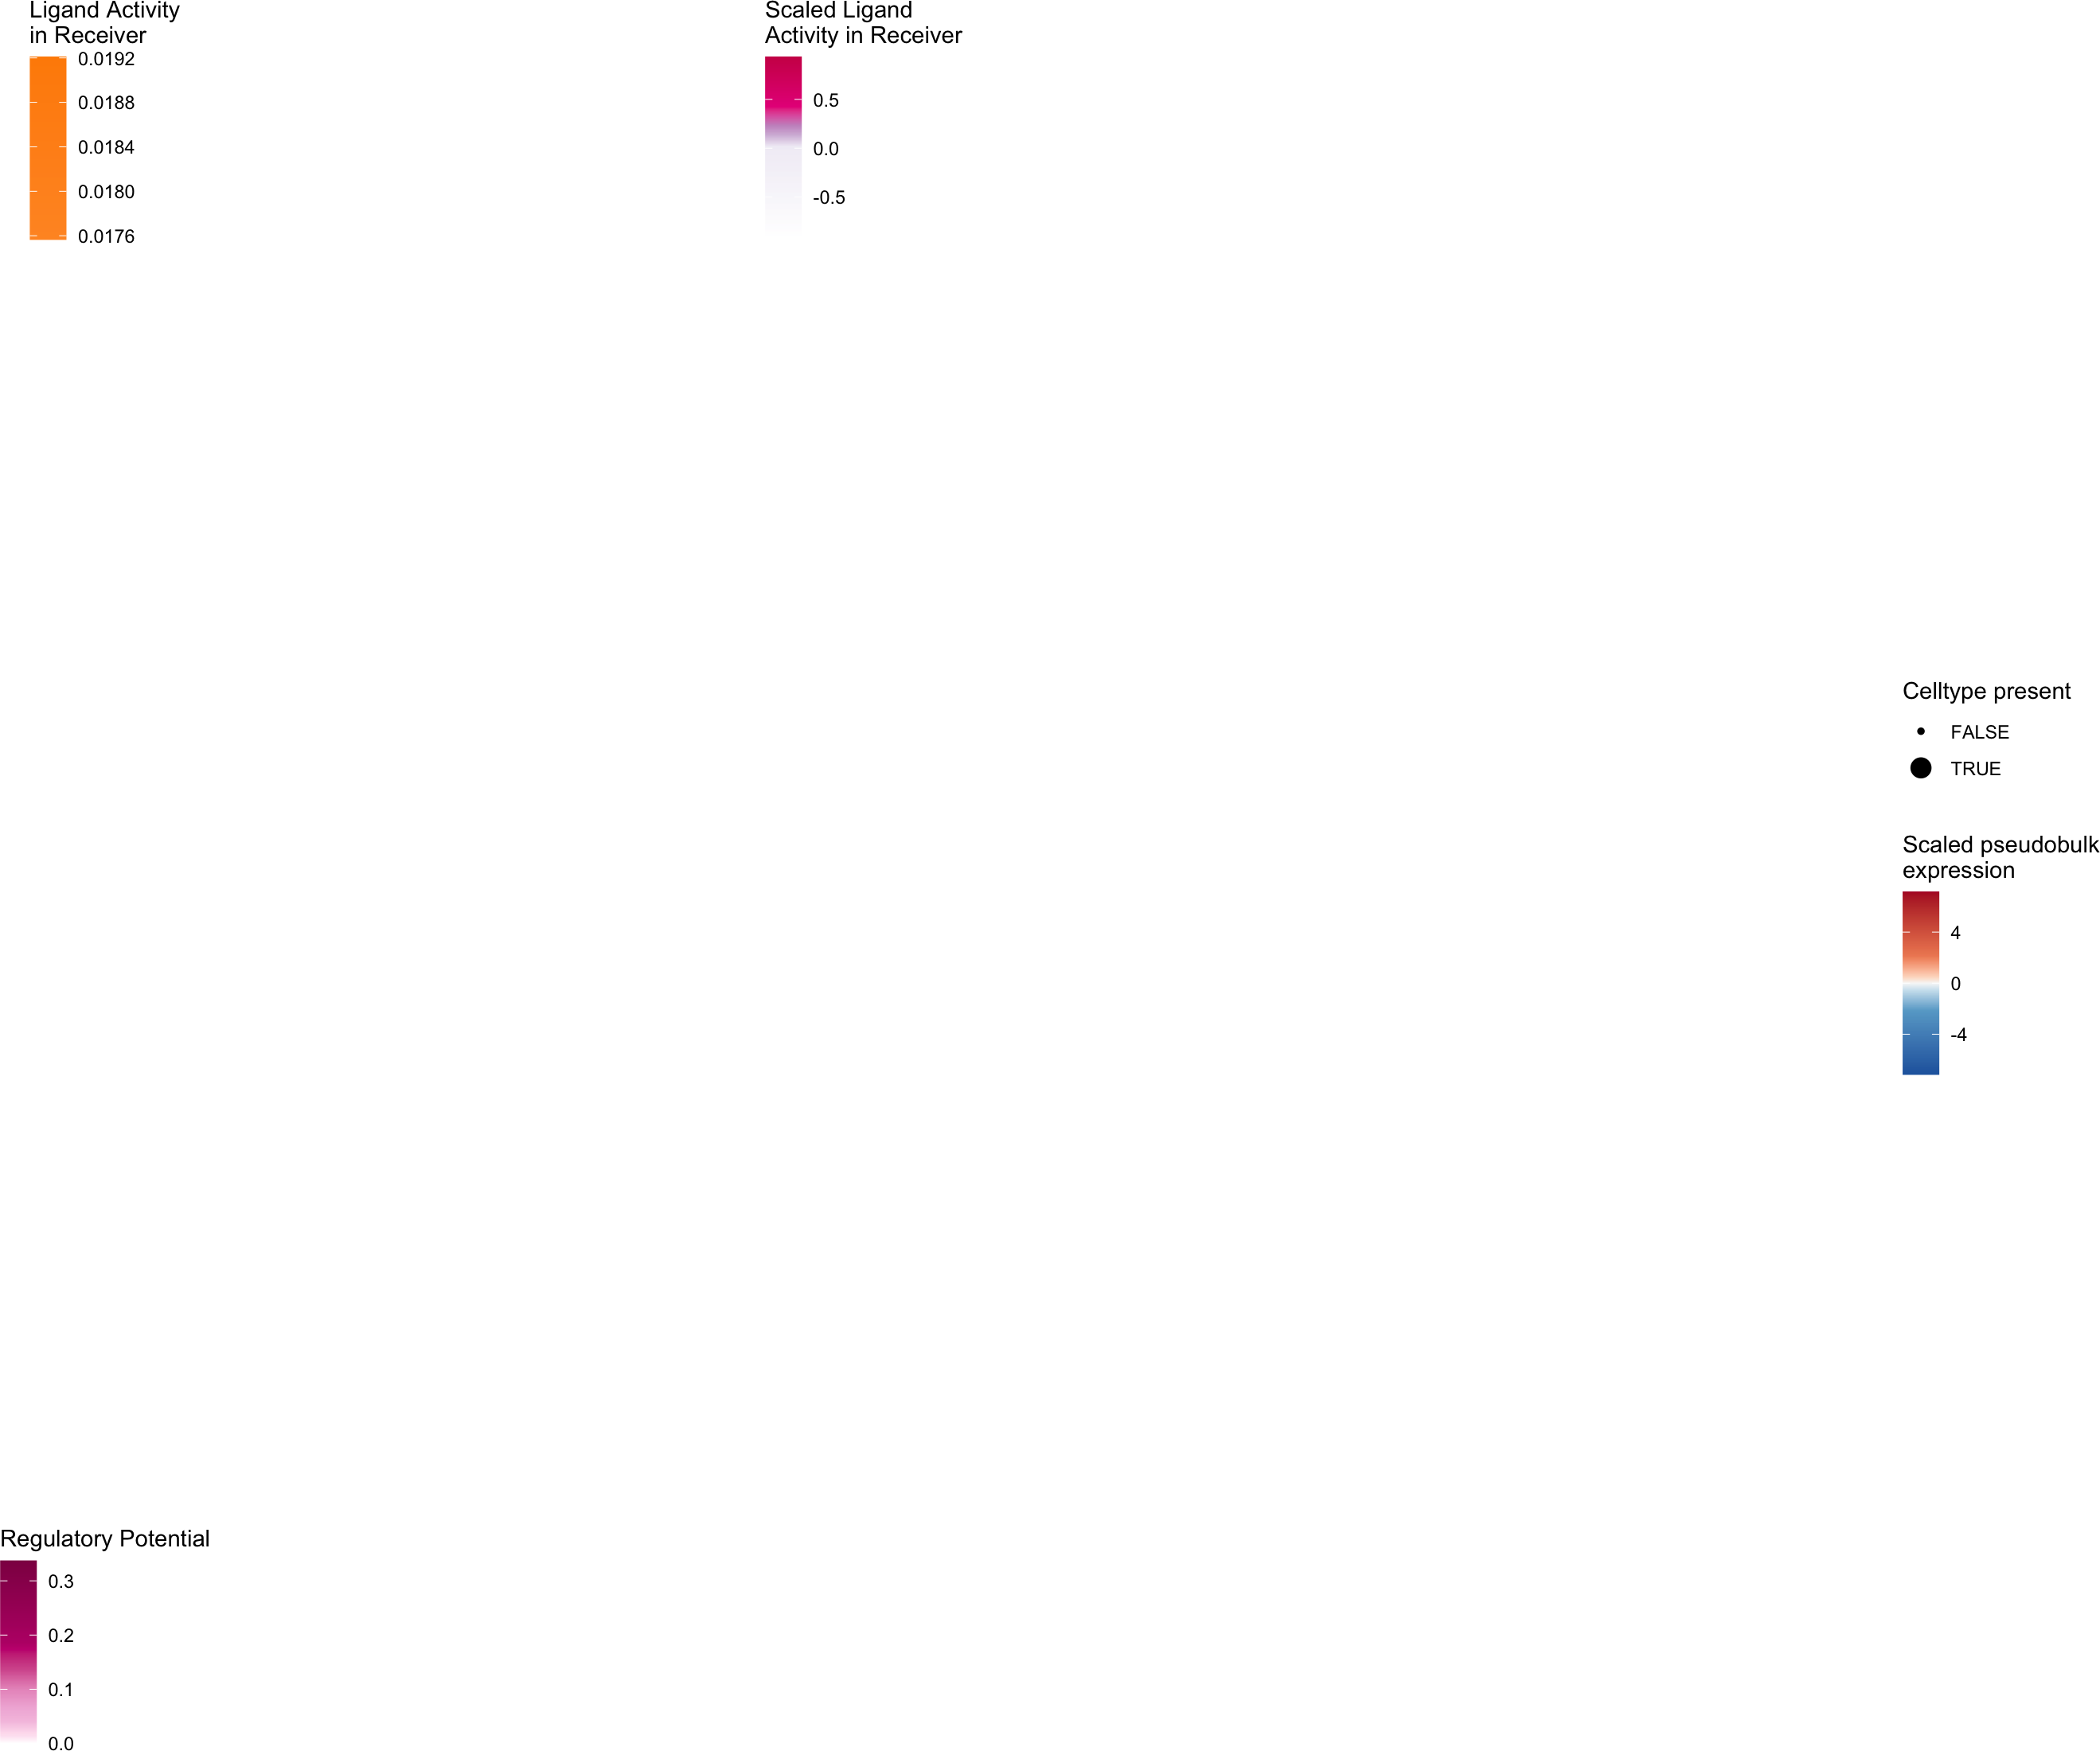 Ligand Activity
in Receiver
0.0192
0.0188
0.0184
0.0180
0.0176
Scaled Ligand
Activity in Receiver
0.5
0.0
-0.5
Celltype present
FALSE
TRUE
Scaled pseudobulk
expression
4
0
-4
Regulatory Potential
0.3
0.2
0.1
0.0